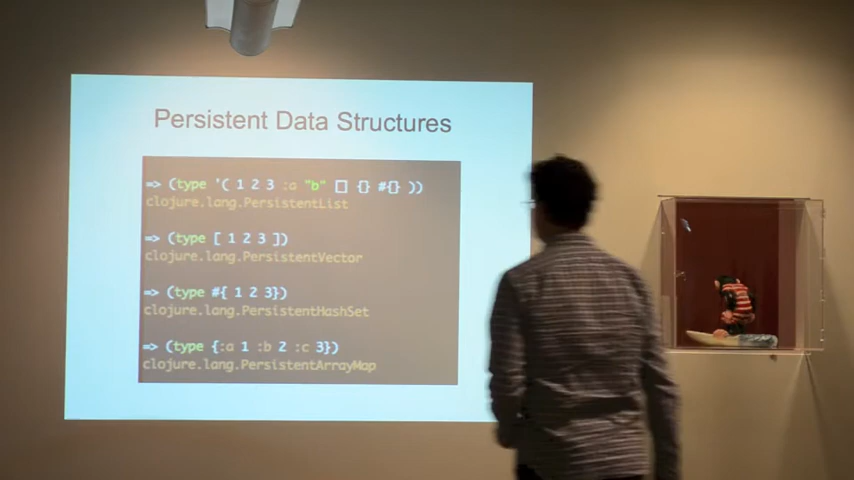 Persistent Data Structures
=> (type '( 1 2 3 :a "b" [] {} #{} ))
clojure.lang.PersistentList
=> (type [ 1 2 3 ])
clojure.lang.PersistentVector
=> (type #{ 1 2 3})
clojure.lang.PersistentHashSet
=> (type {:a 1 :b 2 :c 3})
clojure.lang.PersistentArrayMap